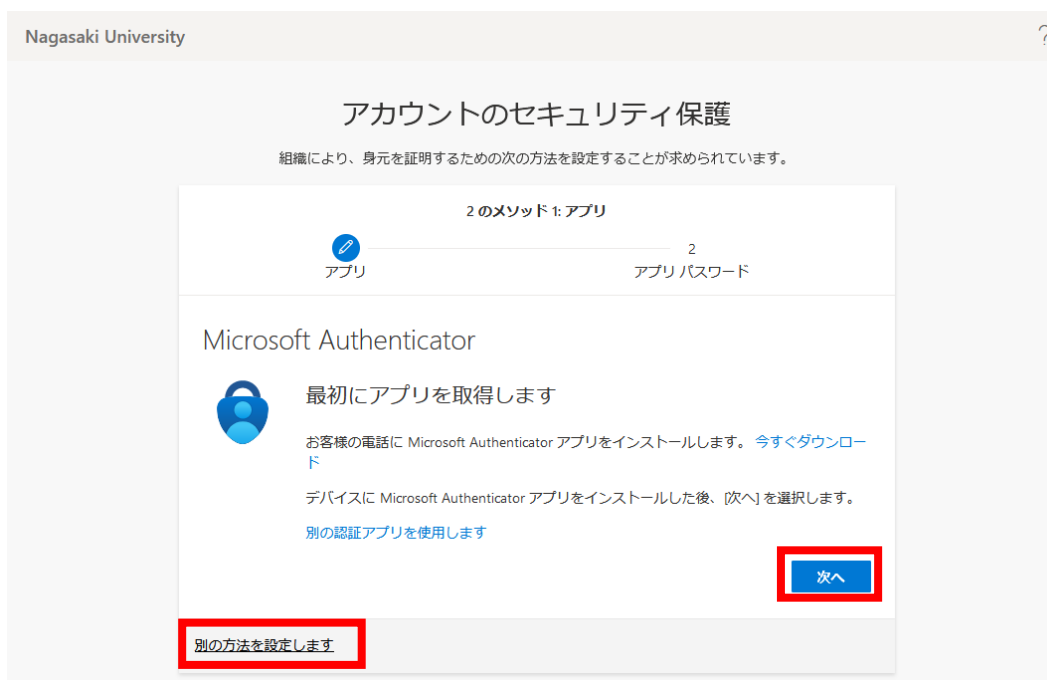 Nagasaki University
?
アカウントのセキュリティ保護
組織により、身元を証明するための次の方法を設定することが求められています。
2 のメソッド 1: アプリ
2
アプリ
アプリ パスワード
Microsoft Authenticator
最初にアプリを取得します
お客様の電話に Microsoft Authenticator アプリをインストールします。 今すぐダウンロー
ド
デバイスに Microsoft Authenticator アプリをインストールした後、[次へ] を選択します。
別の認証アプリを使用します
次へ
別の方法を設定します